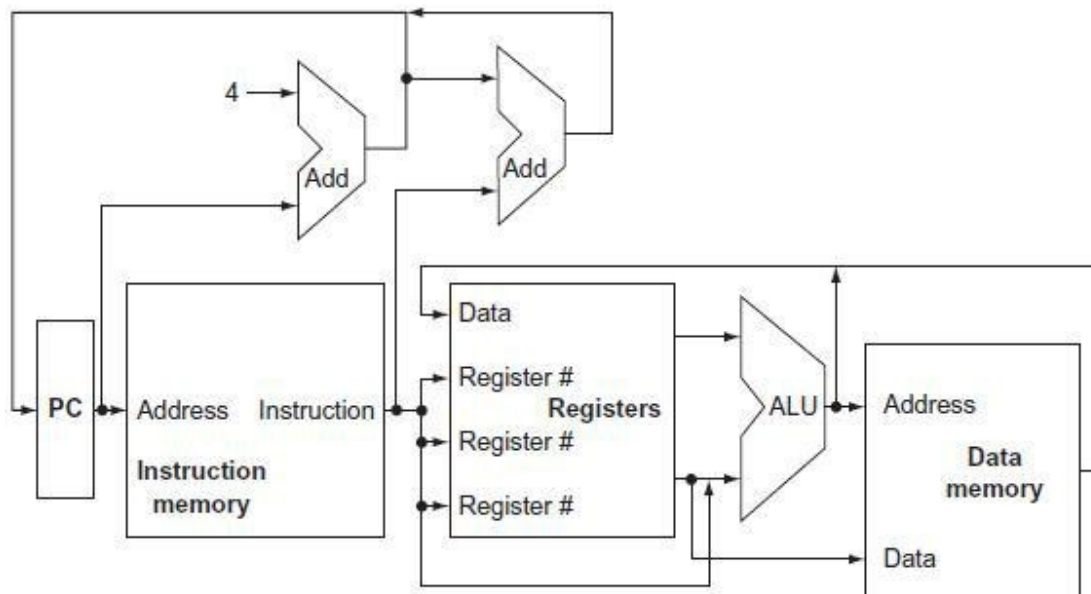 4
Add
Add
Data
Register #
PC
Address
Instruction
Registers
ALU
Address
Register #
Instruction
memory
Data
memory
Register #
Data